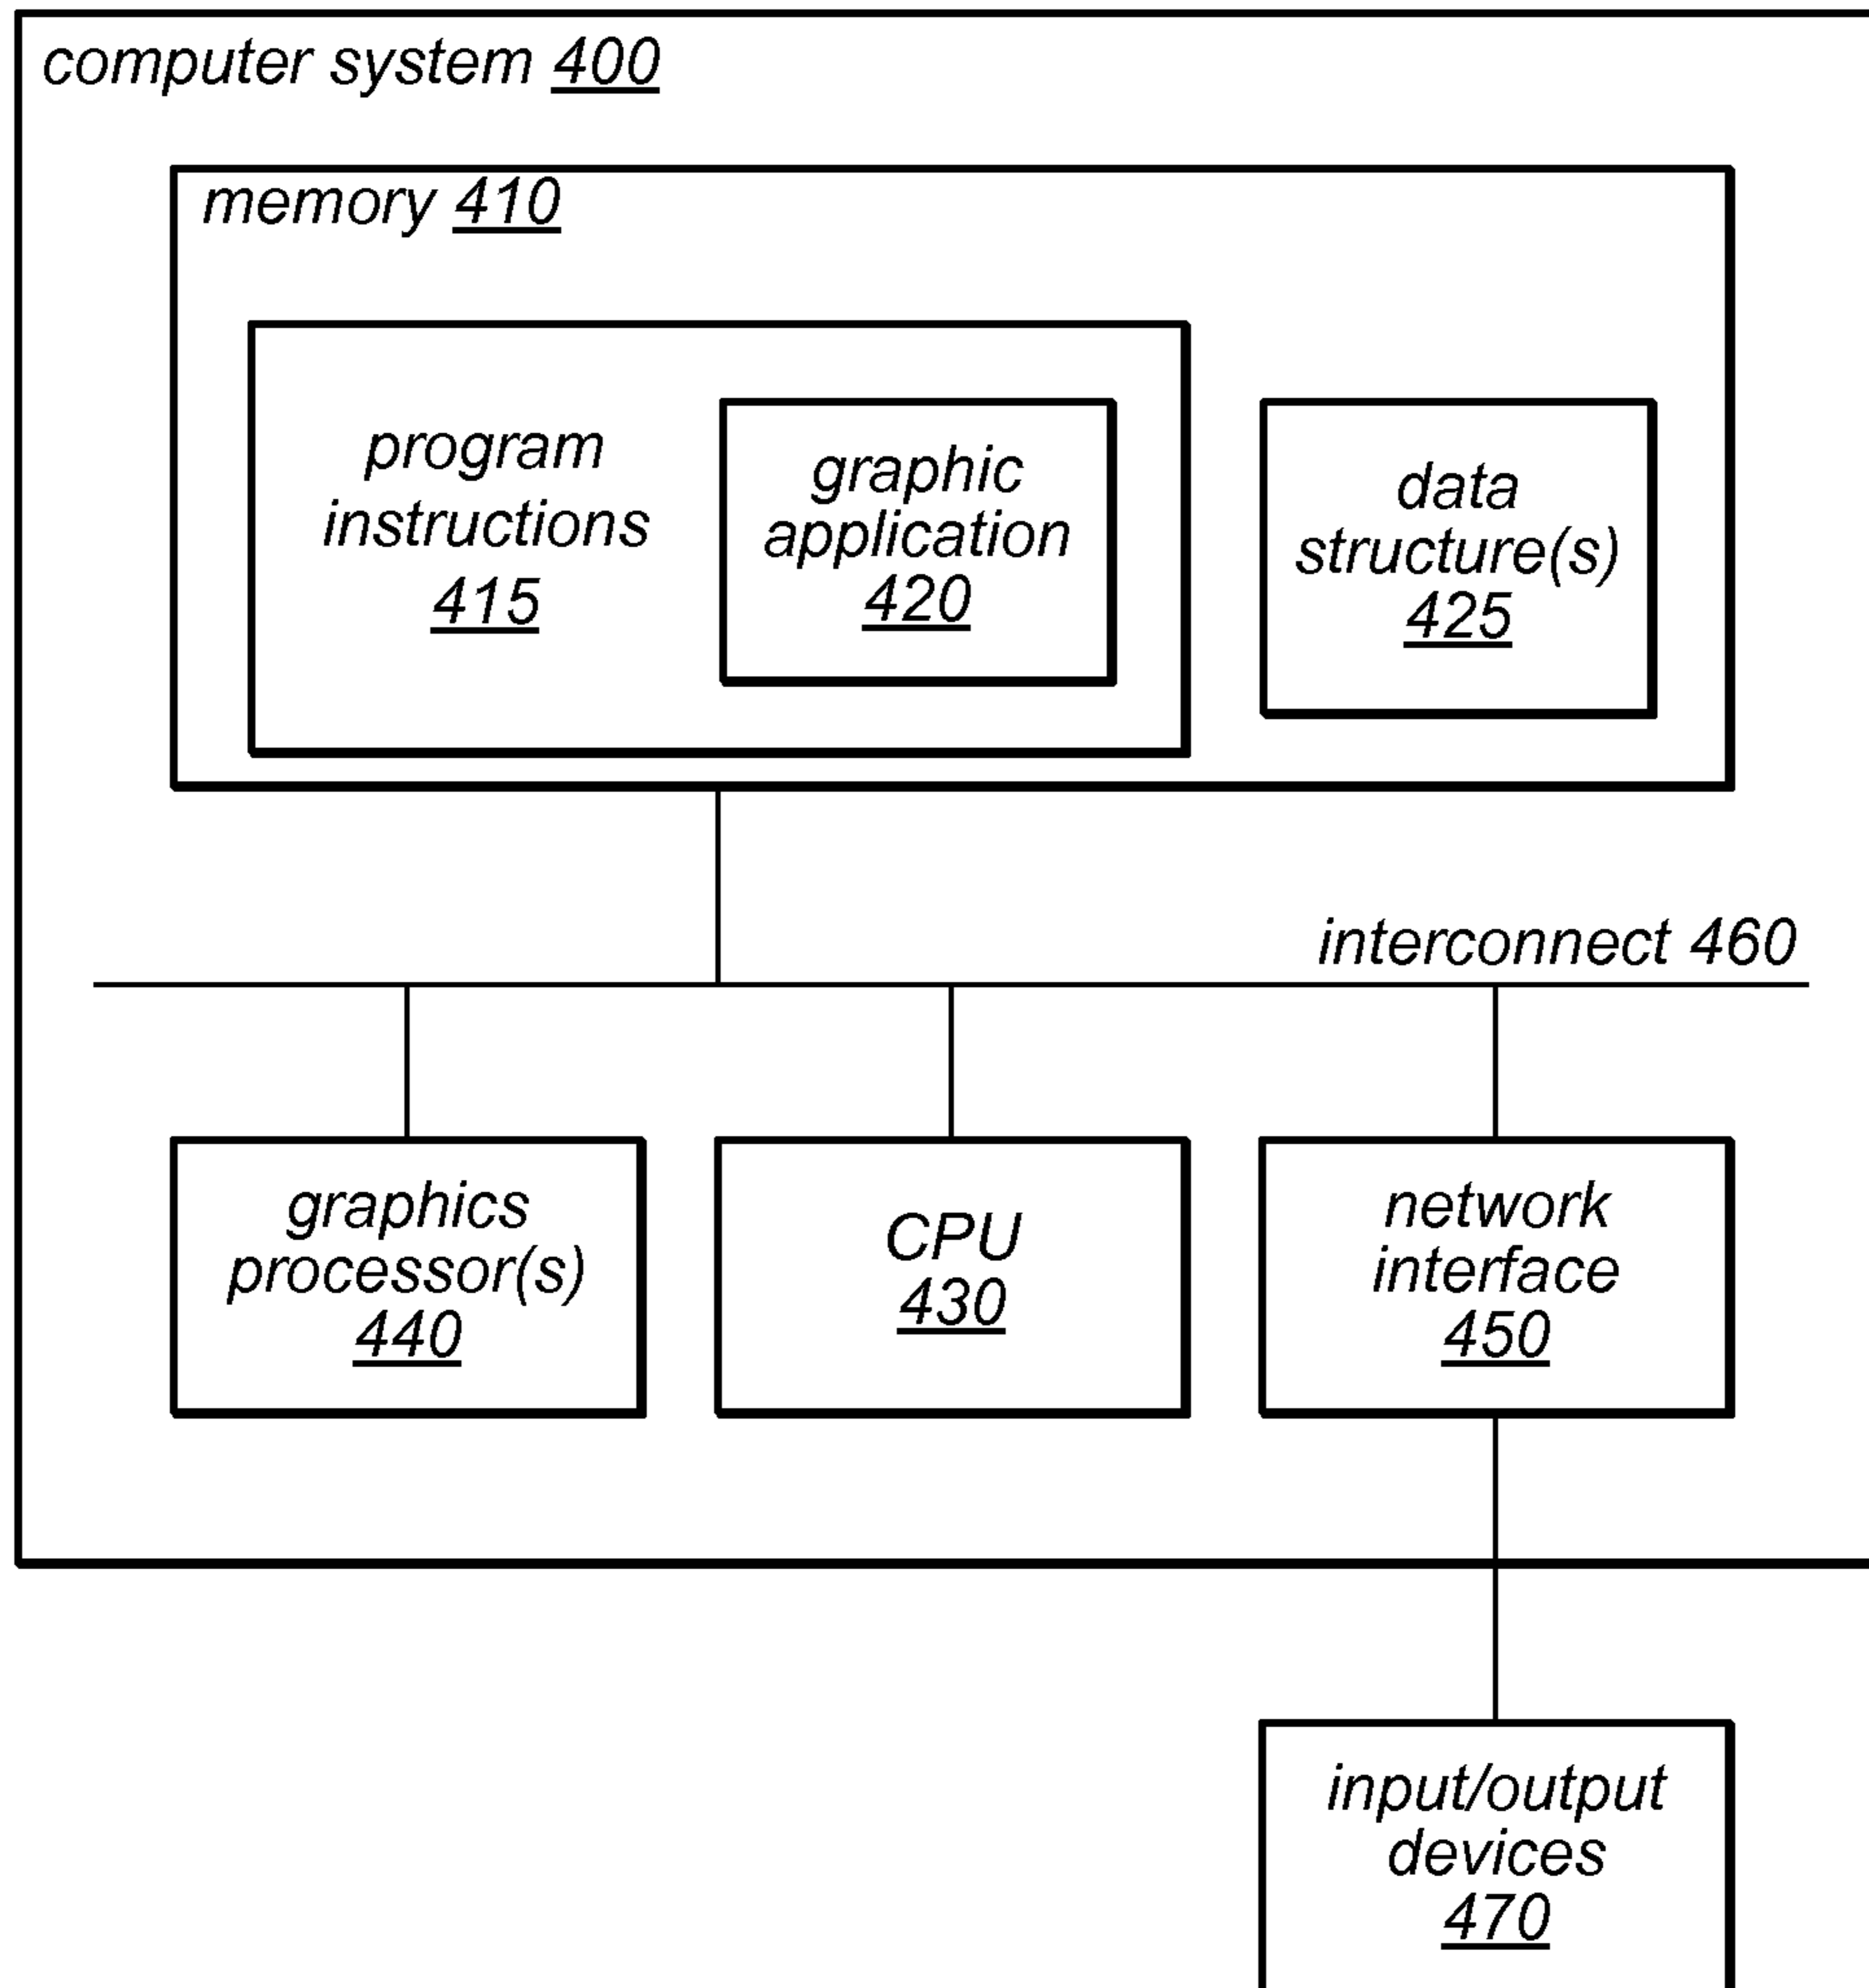 computer system 400
memory 410
program
instructions
415
graphic
application
420
data
structure(s)
425
interconnect 460
graphics
processor(s)
440
CPU
430
network
interface
450
input/output
devices
470